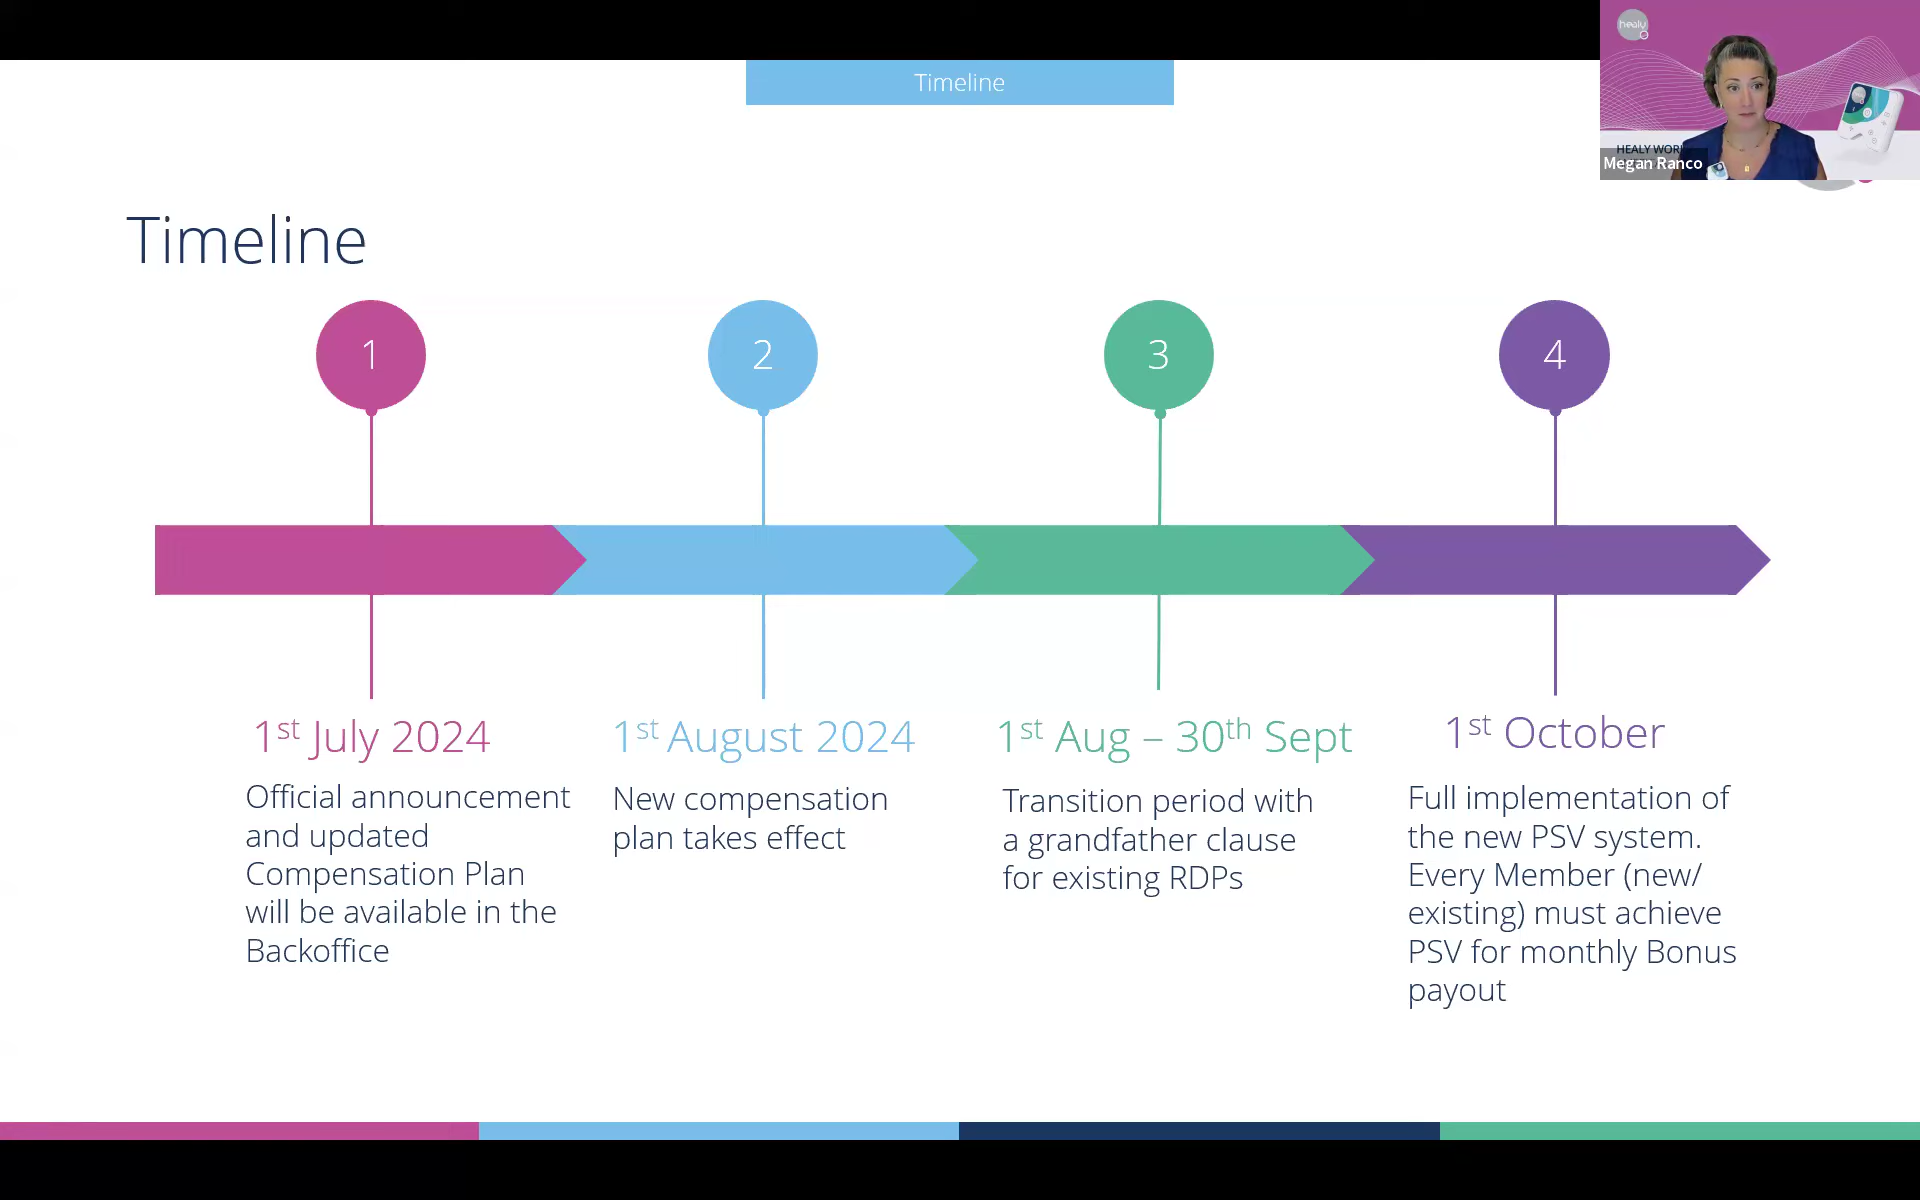 Timeline
healy
HEALY WOR
Megan Ranco
Timeline
1
2
3
4
1st July 2024
Official announcement
and updated
Compensation Plan
will be available in the
Backoffice
1st August 2024
New compensation
plan takes effect
1st Aug – 30th Sept
Transition period with
a grandfather clause
for existing RDPs
1st October
Full implementation of
the new PSV system.
Every Member (new/
existing) must achieve
PSV for monthly Bonus
payout